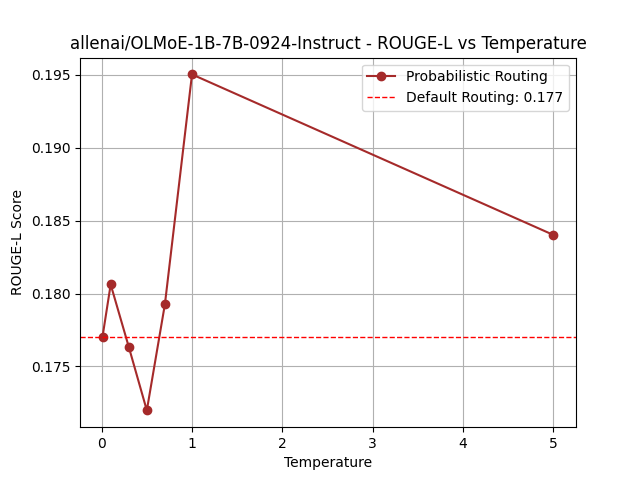 allenai/OLMoE-1B-7B-0924-Instruct - ROUGE-L vs Temperature
Probabilistic Routing
Default Routing: 0.177
ROUGE-L Score
0.195
0.190
0.185
0.180
0.175
0 1 2 3 4 5
Temperature